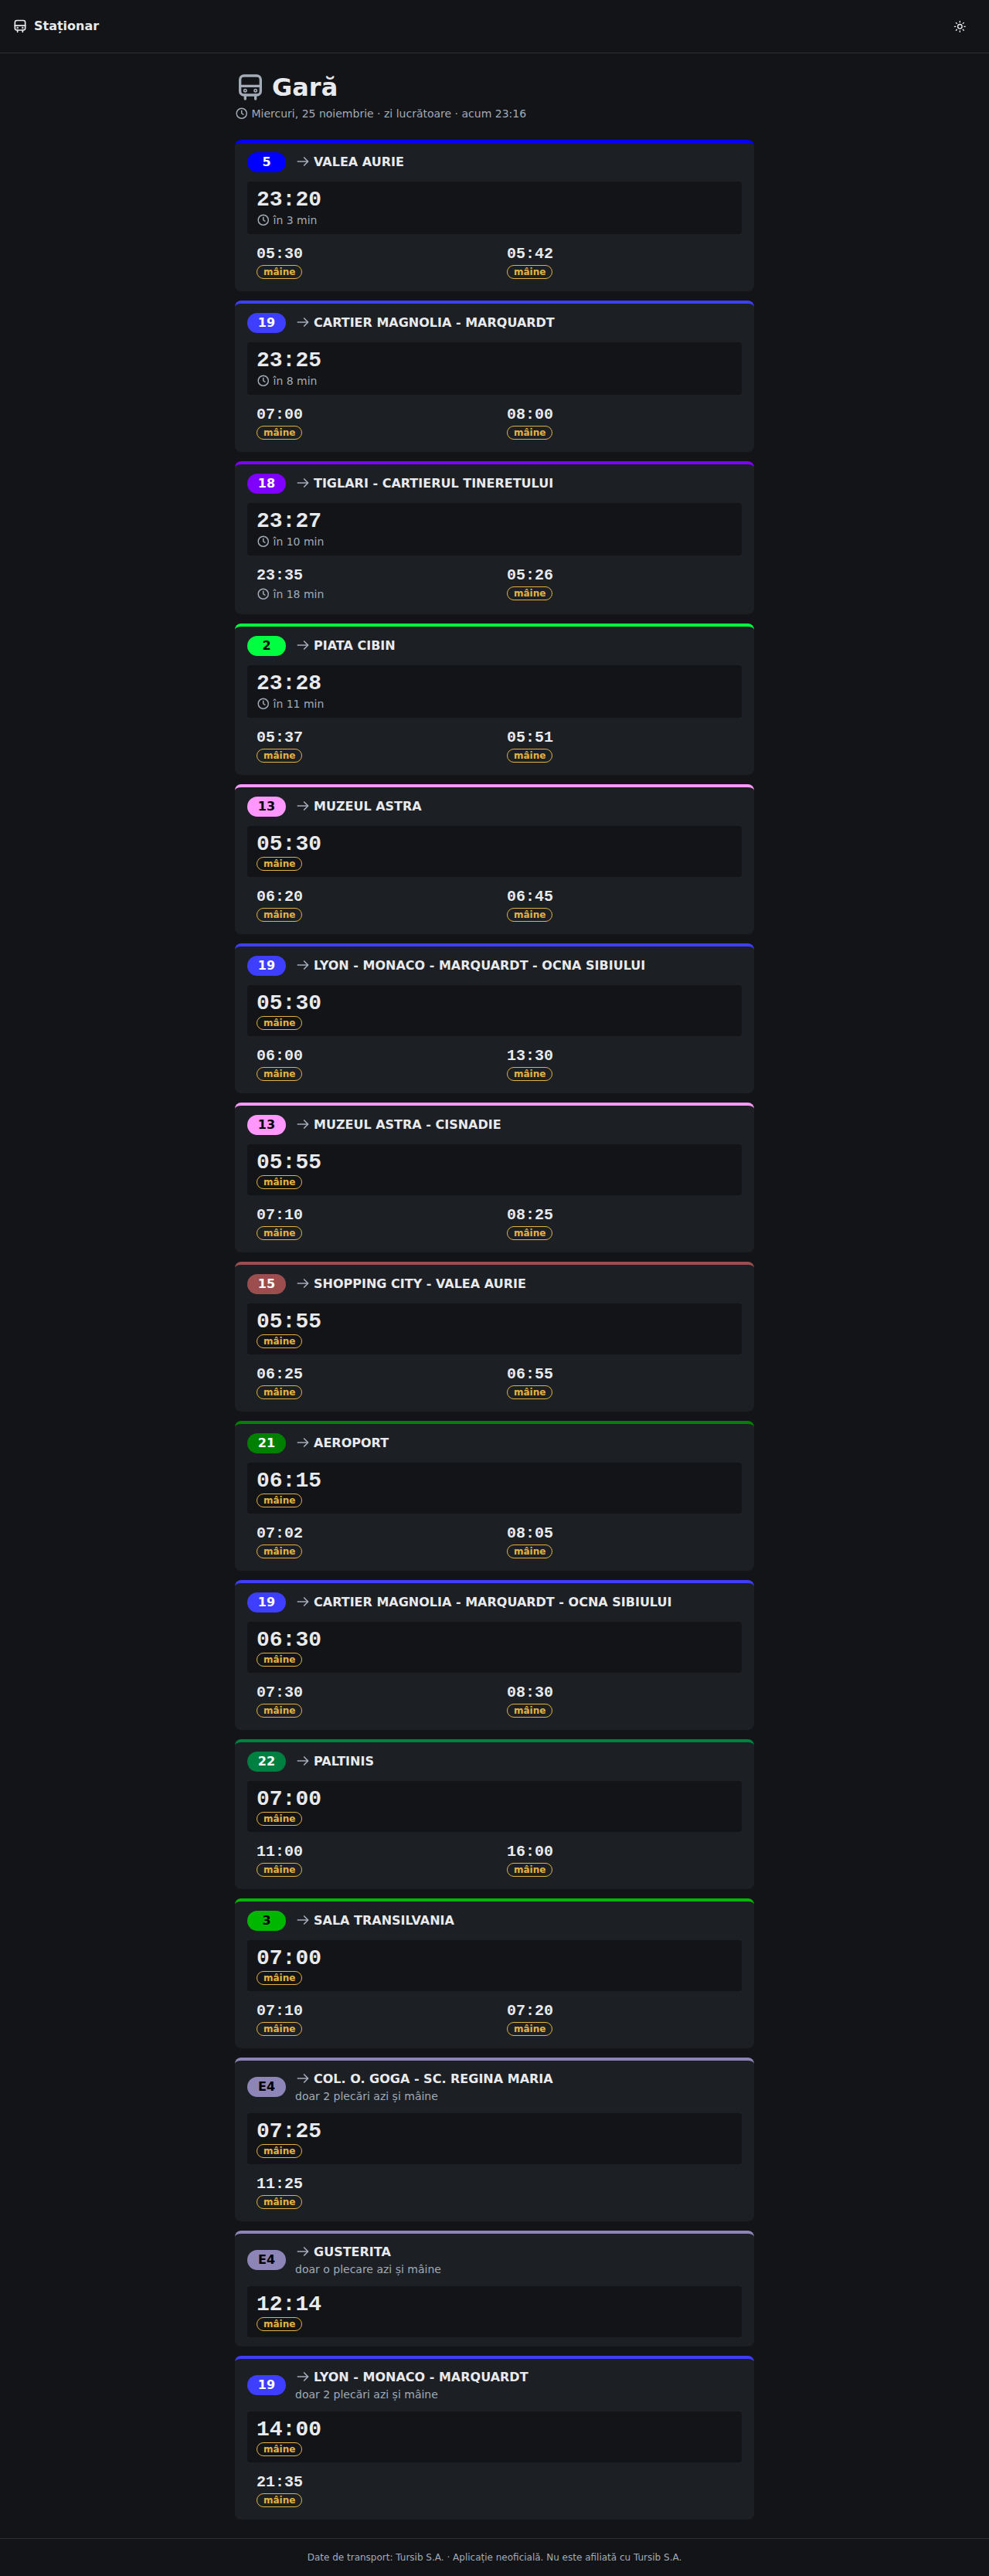 Staționar
Gară
Miercuri, 25 noiembrie · zi lucrătoare · acum 23:16
5 → VALEA AURIE
23:20
în 3 min
05:30 05:42
mâine mâine
19 → CARTIER MAGNOLIA - MARQUARDT
23:25
în 8 min
07:00 08:00
mâine mâine
18 → TIGLARI - CARTIERUL TINERETULUI
23:27
în 10 min
23:35 05:26
în 18 min mâine
2 → PIATA CIBIN
23:28
în 11 min
05:37 05:51
mâine mâine
13 → MUZEUL ASTRA
05:30
mâine
06:20 06:45
mâine mâine
19 → LYON - MONACO - MARQUARDT - OCNA SIBIULUI
05:30
mâine
06:00 13:30
mâine mâine
13 → MUZEUL ASTRA - CISNADIE
05:55
mâine
07:10 08:25
mâine mâine
15 → SHOPPING CITY - VALEA AURIE
05:55
mâine
06:25 06:55
mâine mâine
21 → AEROPORT
06:15
mâine
07:02 08:05
mâine mâine
19 → CARTIER MAGNOLIA - MARQUARDT - OCNA SIBIULUI
06:30
mâine
07:30 08:30
mâine mâine
22 → PALTINIS
07:00
mâine
11:00 16:00
mâine mâine
3 → SALA TRANSILVANIA
07:00
mâine
07:10 07:20
mâine mâine
E4 → COL. O. GOGA - SC. REGINA MARIA
doar 2 plecări azi și mâine
07:25
mâine
11:25
mâine
E4 → GUSTERITA
doar o plecare azi și mâine
12:14
mâine
19 → LYON - MONACO - MARQUARDT
doar 2 plecări azi și mâine
14:00
mâine
21:35
mâine
Date de transport: Tursib S.A. · Aplicație neoficială. Nu este afiliată cu Tursib S.A.